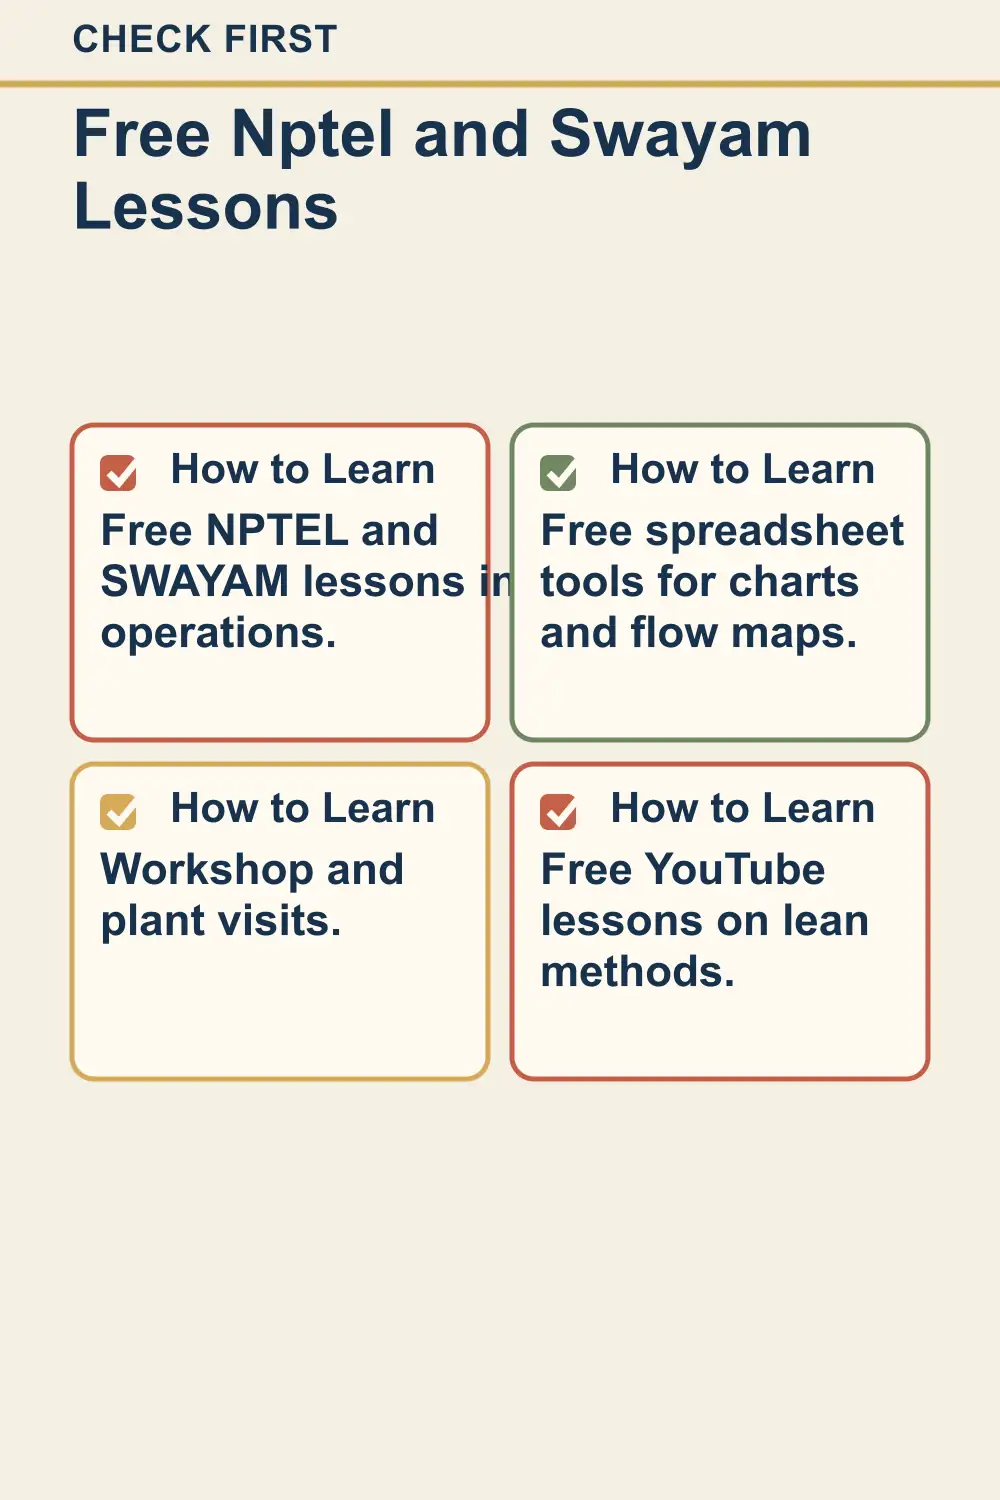 CHECK FIRST
Free Nptel and Swayam
Lessons
How to Learn
Free NPTEL and
SWAYAM lessons in
operations.
How to Learn
Free spreadsheet
tools for charts
and flow maps.
How to Learn
Workshop and
plant visits.
How to Learn
Free YouTube
lessons on lean
methods.